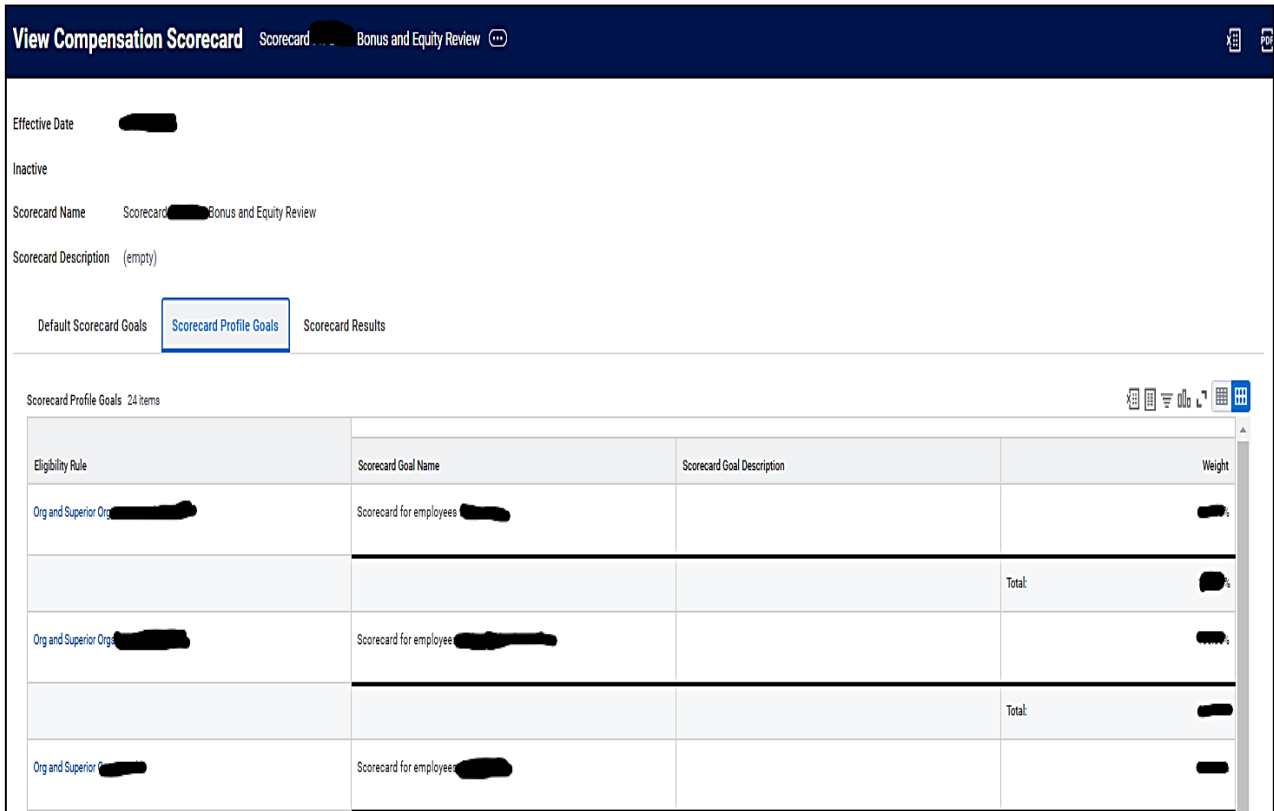 View Compensation Scorecard Scorecard Bonus and Equity Review
PDF
Effective Date
Inactive
Scorecard Name Scorecard Bonus and Equity Review
Scorecard Description (empty)
Default Scorecard Goals Scorecard Profile Goals Scorecard Results
Scorecard Profile Goals 24 items
Eligibility Rule Scorecard Goal Name Scorecard Goal Description Weight
Org and Superior Org Scorecard for employees %
Total: %
Org and Superior Orgs Scorecard for employee %
Total:
Org and Superior Scorecard for employees